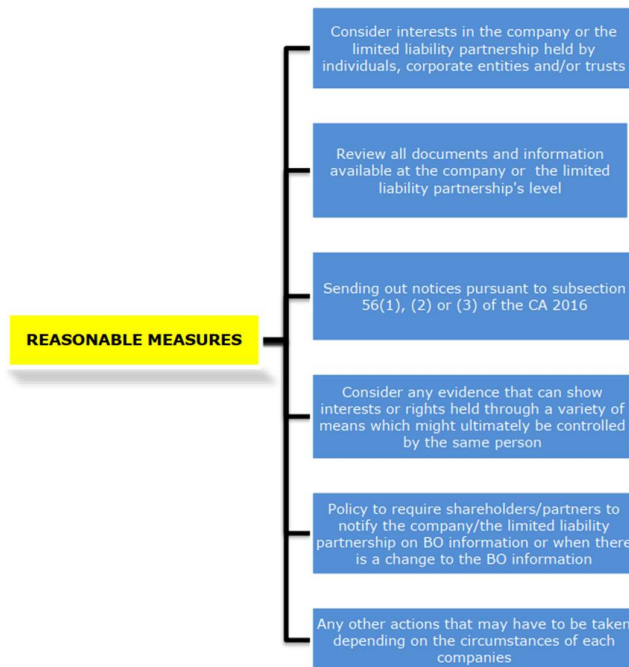 Consider interests in the company or the
limited liability partnership held by
individuals, corporate entities and/or trusts
Review all documents and information
available at the company or the limited
liability partnership's level
Sending out notices pursuant to subsection
56(1), (2) or (3) of the CA 2016
REASONABLE MEASURES
Consider any evidence that can show
interests or rights held through a variety of
means which might ultimately be controlled
by the same person
Policy to require shareholders/partners to
notify the company/the limited liability
partnership on BO information or when there
is a change to the BO information
Any other actions that may have to be taken
depending on the circumstances of each
companies